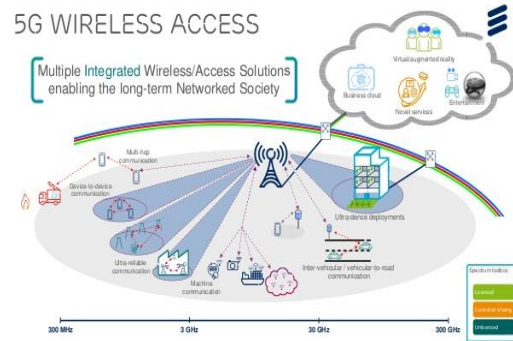 5G WIRELESS ACCESS
Multiple Integrated Wireless/Access Solutions
enabling the long-term Networked Society
Virtual/augmented reality
Business cloud
Novel services
Entertainment
Multi-hop
communication
Device-to-device
communication
Ultra-reliable
communication
Machine
communication
Ultra-dense deployments
Inter-vehicular / vehicular-to-road
communication
Spectrum toolbox
Licensed
Controlled sharing
Unlicensed
300 MHz
3 GHz
30 GHz
300 GHz